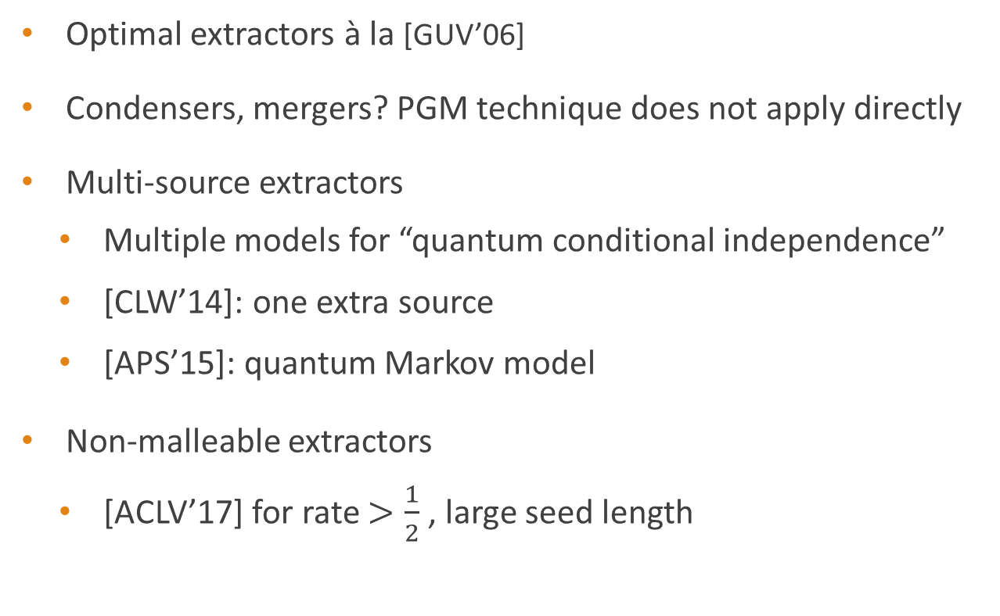 • Optimal extractors à la [GUV’06]
• Condensers, mergers? PGM technique does not apply directly
• Multi-source extractors
• Multiple models for “quantum conditional independence”
• [CLW’14]: one extra source
• [APS’15]: quantum Markov model
• Non-malleable extractors
• [ACLV’17] for rate > 1/2 , large seed length